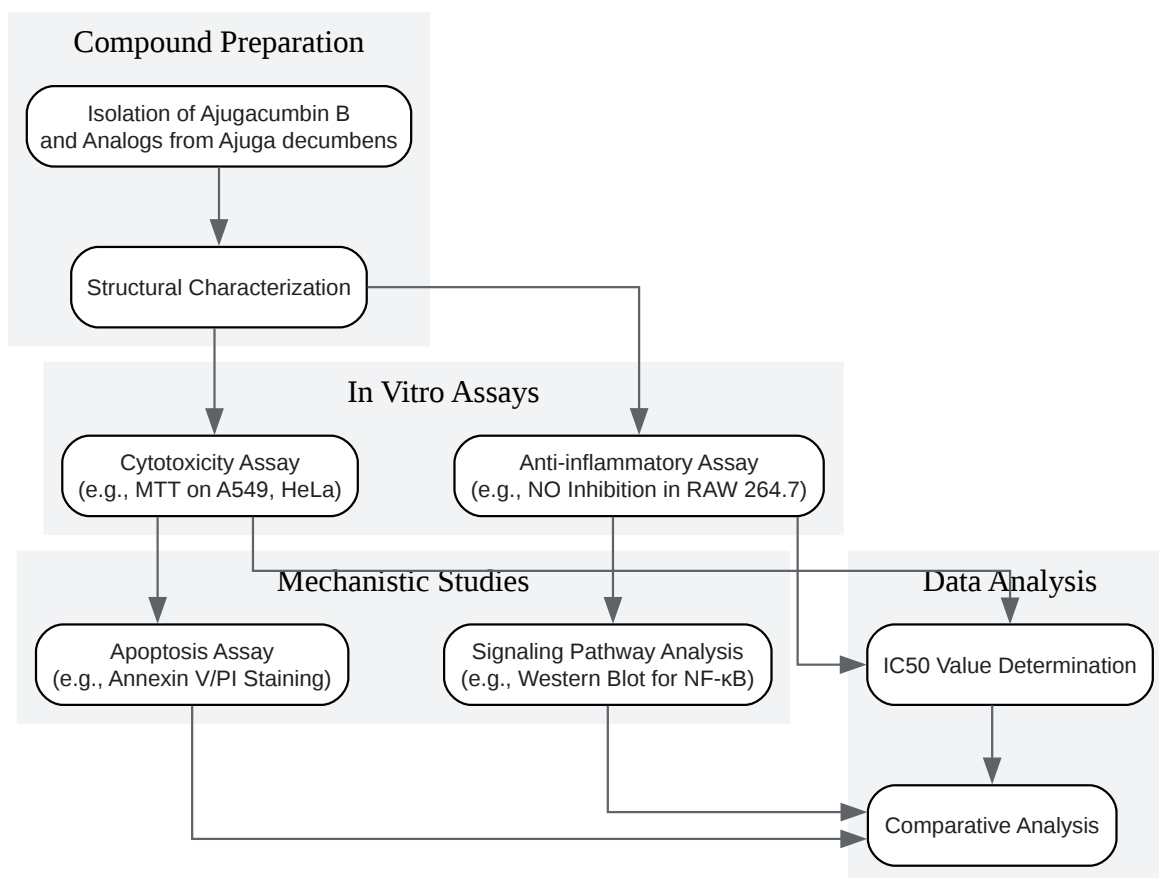 Compound Preparation
Isolation of Ajugacumbin B
and Analogs from Ajuga decumbens
Structural Characterization
In Vitro Assays
Cytotoxicity Assay
(e.g., MTT on A549, HeLa)
Anti-inflammatory Assay
(e.g., NO Inhibition in RAW 264.7)
Mechanistic Studies
Data Analysis
Apoptosis Assay
(e.g., Annexin V/PI Staining)
Signaling Pathway Analysis
(e.g., Western Blot for NF-κB)
IC50 Value Determination
Comparative Analysis